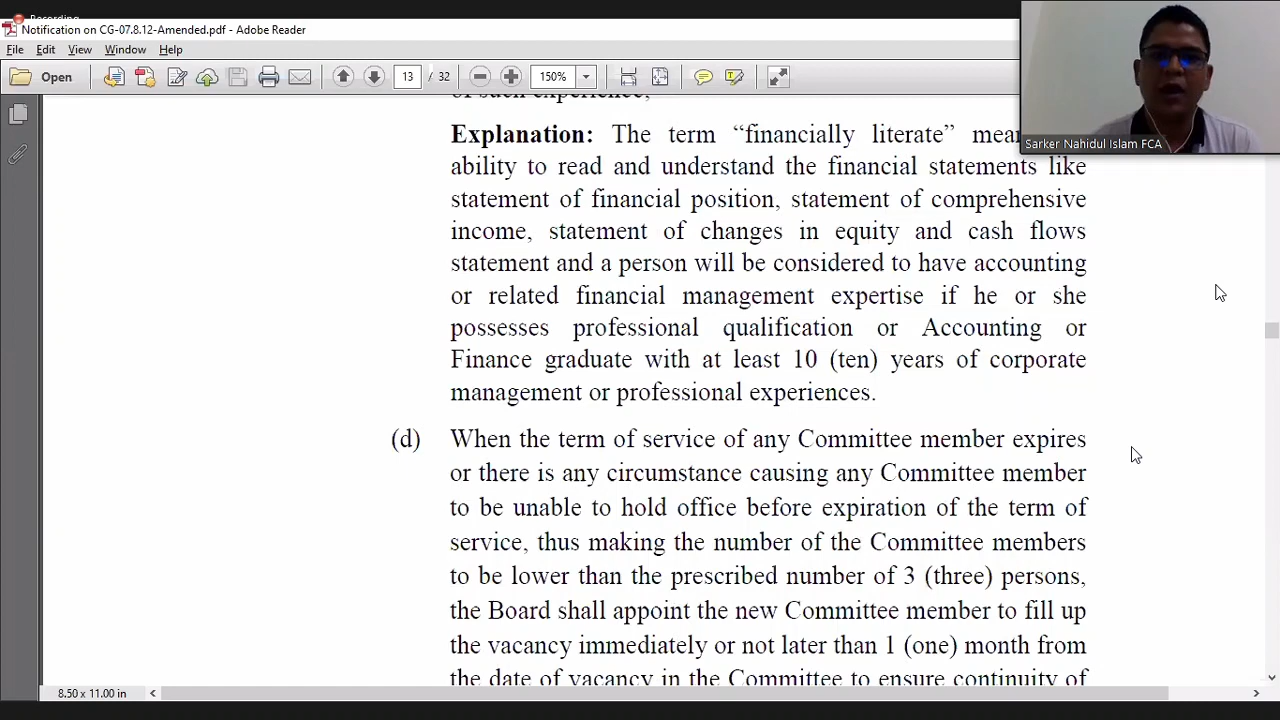 Recording
Notification on CG-07.8.12-Amended.pdf - Adobe Reader
File Edit View Window Help
Open 13 / 32 150%
Sarker Nahidul Islam FCA
of such experience;
Explanation: The term “financially literate”
ability to read and understand the financial statements like
statement of financial position, statement of comprehensive
income, statement of changes in equity and cash flows
statement and a person will be considered to have accounting
or related financial management expertise if he or she
possesses professional qualification or Accounting or
Finance graduate with at least 10 (ten) years of corporate
management or professional experiences.
(d) When the term of service of any Committee member expires
or there is any circumstance causing any Committee member
to be unable to hold office before expiration of the term of
service, thus making the number of the Committee members
to be lower than the prescribed number of 3 (three) persons,
the Board shall appoint the new Committee member to fill up
the vacancy immediately or not later than 1 (one) month from
the date of vacancy in the Committee to ensure continuity of
8.50 x 11.00 in